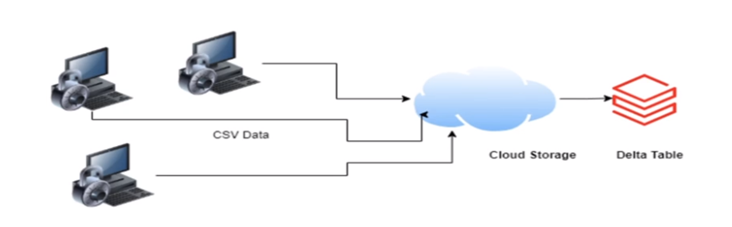 CSV Data
Cloud Storage
Delta Table